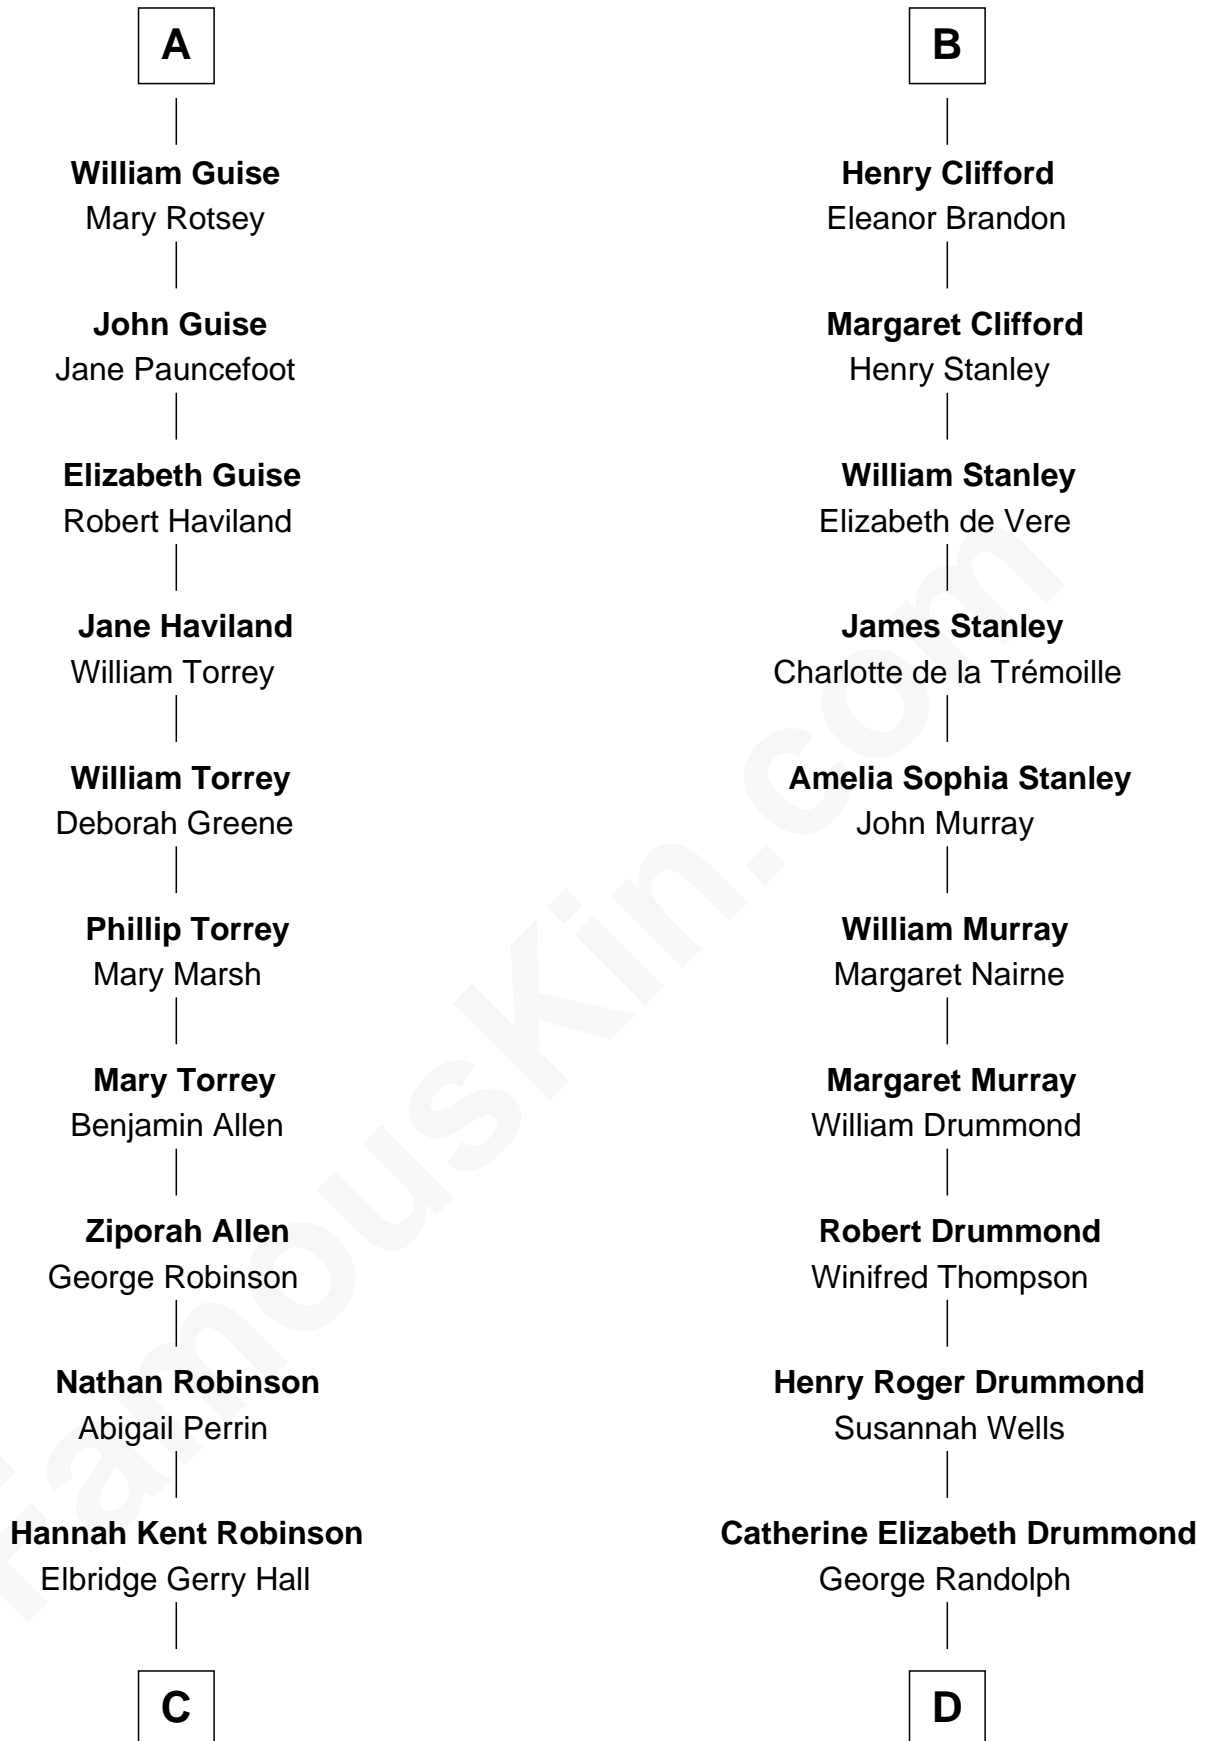 A
William Guise
Mary Rotsey
John Guise
Jane Pauncefoot
Elizabeth Guise
Robert Haviland
Jane Haviland
William Torrey
William Torrey
Deborah Greene
Phillip Torrey
Mary Marsh
Mary Torrey
Benjamin Allen
Ziporah Allen
George Robinson
Nathan Robinson
Abigail Perrin
Hannah Kent Robinson
Elbridge Gerry Hall
C
B
Henry Clifford
Eleanor Brandon
Margaret Clifford
Henry Stanley
William Stanley
Elizabeth de Vere
James Stanley
Charlotte de la Trémoille
Amelia Sophia Stanley
John Murray
William Murray
Margaret Nairne
Margaret Murray
William Drummond
Robert Drummond
Winifred Thompson
Henry Roger Drummond
Susannah Wells
Catherine Elizabeth Drummond
George Randolph
D
famouskin.com